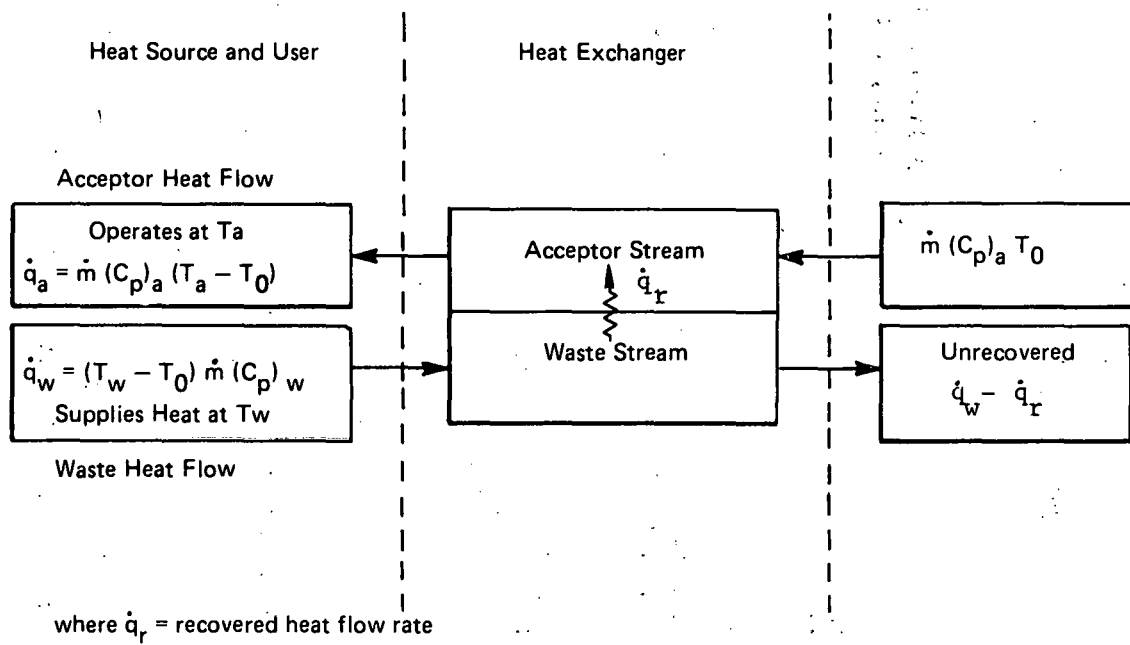 Heat Source and User
Heat Exchanger
Acceptor Heat Flow
Operates at Ta
q̇a = ṁ (Cp)a (Ta − T0)
Acceptor Stream
q̇r
ṁ (Cp)a T0
q̇w = (Tw − T0) ṁ (Cp) w
Supplies Heat at Tw
Waste Stream
Unrecovered
q̇w − q̇r
Waste Heat Flow
where q̇r = recovered heat flow rate